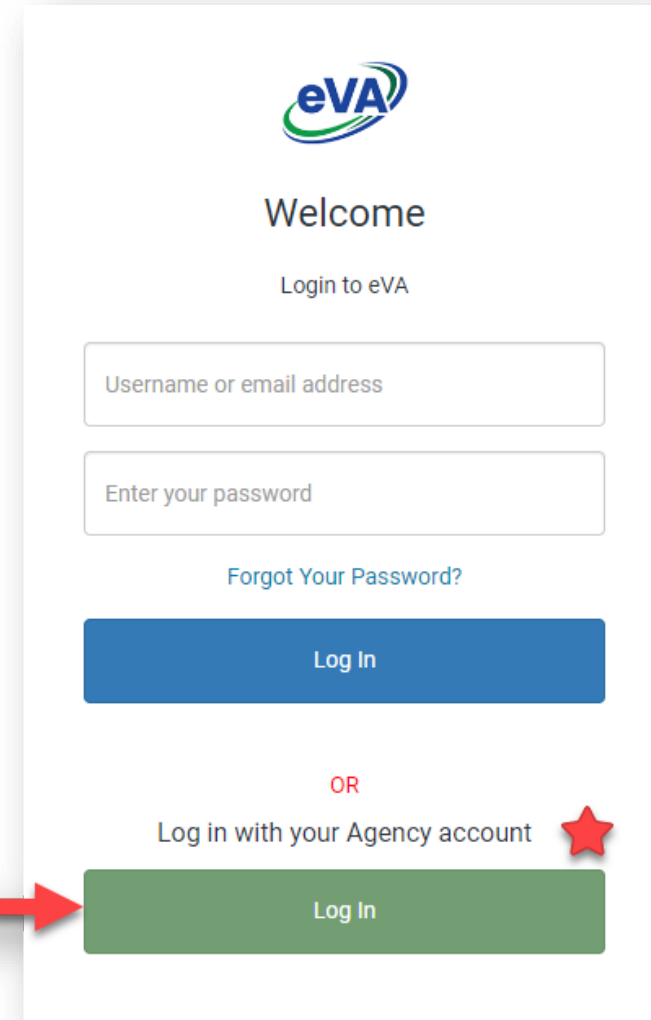 eVA
Welcome
Login to eVA
Username or email address
Enter your password
Forgot Your Password?
Log In
OR
Log in with your Agency account
Log In